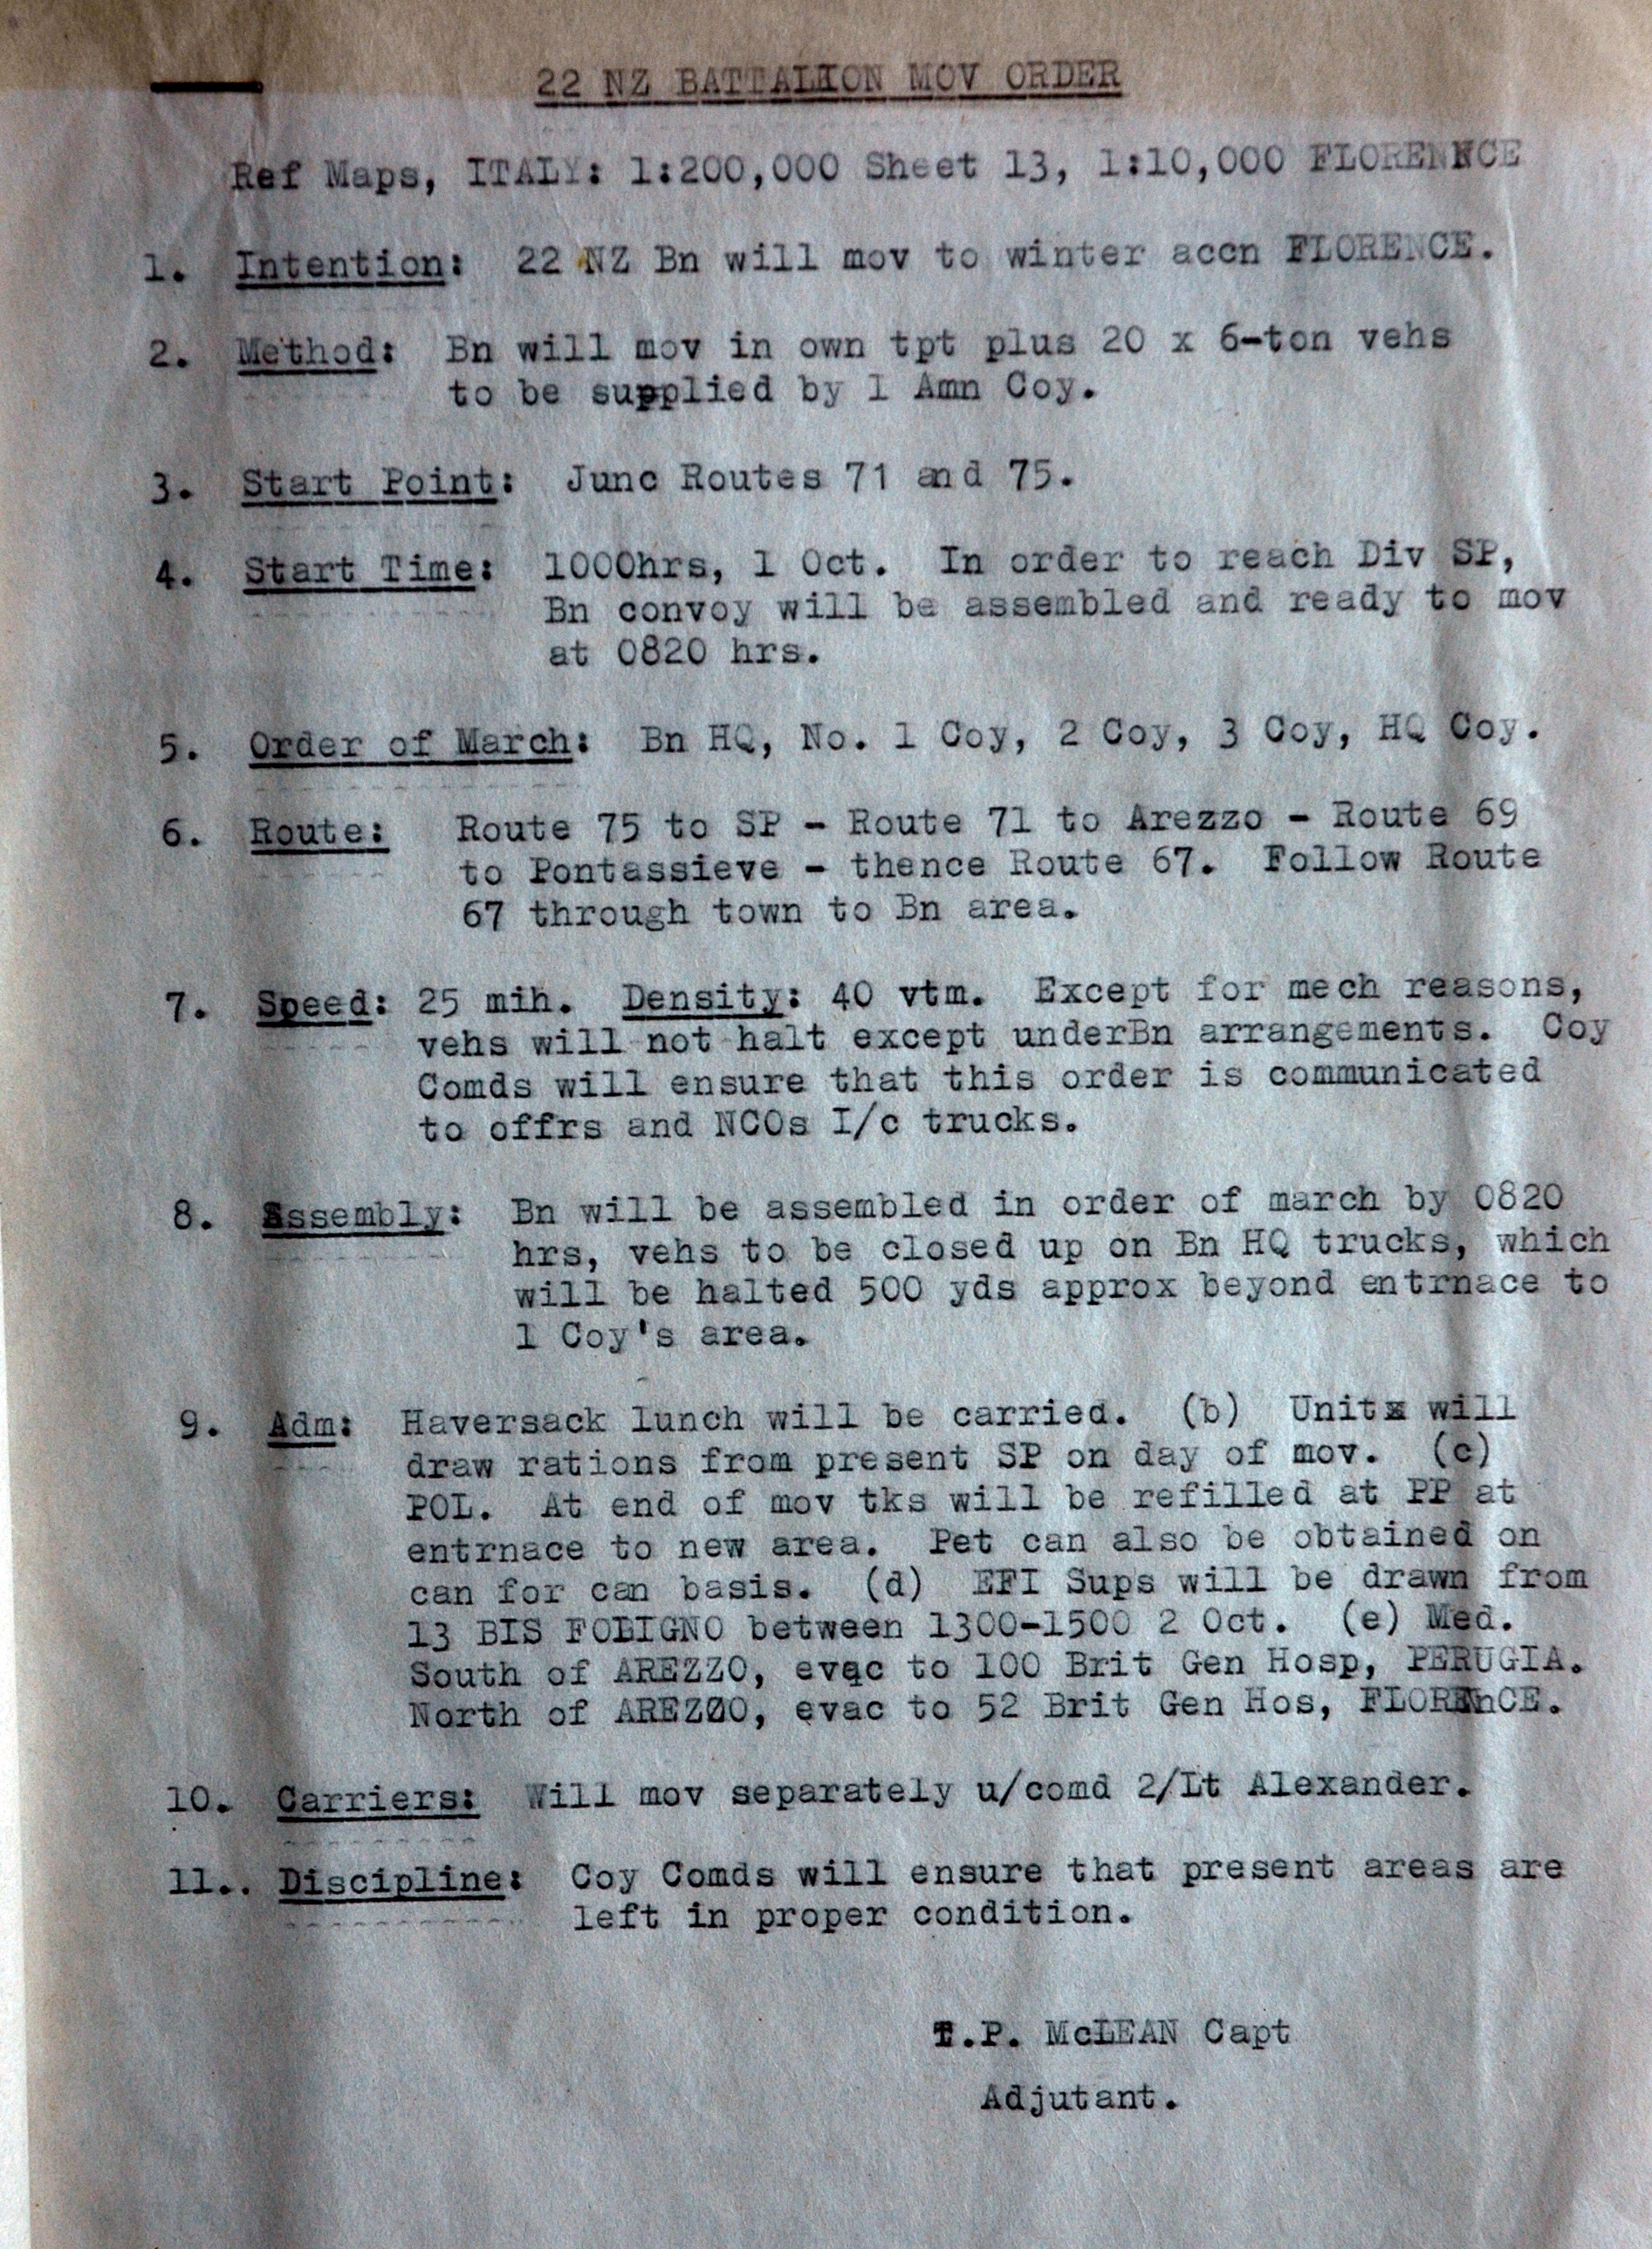 22 NZ BATTALION MOV ORDER
Ref Maps, ITALY: 1:200,000 Sheet 13, 1:10,000 FLORENCE
1. Intention: 22 NZ Bn will mov to winter accn FLORENCE.
2. Method: Bn will mov in own tpt plus 20 x 6-ton vehs
to be supplied by 1 Amn Coy.
3. Start Point: Junc Routes 71 and 75.
4. Start Time: 1000hrs, 1 Oct. In order to reach Div SP,
Bn convoy will be assembled and ready to mov
at 0820 hrs.
5. Order of March: Bn HQ, No. 1 Coy, 2 Coy, 3 Coy, HQ Coy.
6. Route: Route 75 to SP - Route 71 to Arezzo - Route 69
to Pontassieve - thence Route 67. Follow Route
67 through town to Bn area.
7. Speed: 25 mih. Density: 40 vtm. Except for mech reasons,
vehs will not halt except underBn arrangements. Coy
Comds will ensure that this order is communicated
to offrs and NCOs I/c trucks.
8. Assembly: Bn will be assembled in order of march by 0820
hrs, vehs to be closed up on Bn HQ trucks, which
will be halted 500 yds approx beyond entrnace to
1 Coy's area.
9. Adm: Haversack lunch will be carried. (b) Unit will
draw rations from present SP on day of mov. (c)
POL. At end of mov tks will be refilled at PP at
entrnace to new area. Pet can also be obtained on
can for can basis. (d) EFI Sups will be drawn from
13 BIS FOLIGNO between 1300-1500 2 Oct. (e) Med.
South of AREZZO, evac to 100 Brit Gen Hosp, PERUGIA.
North of AREZZO, evac to 52 Brit Gen Hos, FLOREnCE.
10. Carriers: Will mov separately u/comd 2/Lt Alexander.
11.. Discipline: Coy Comds will ensure that present areas are
left in proper condition.
T.P. McLEAN Capt
Adjutant.